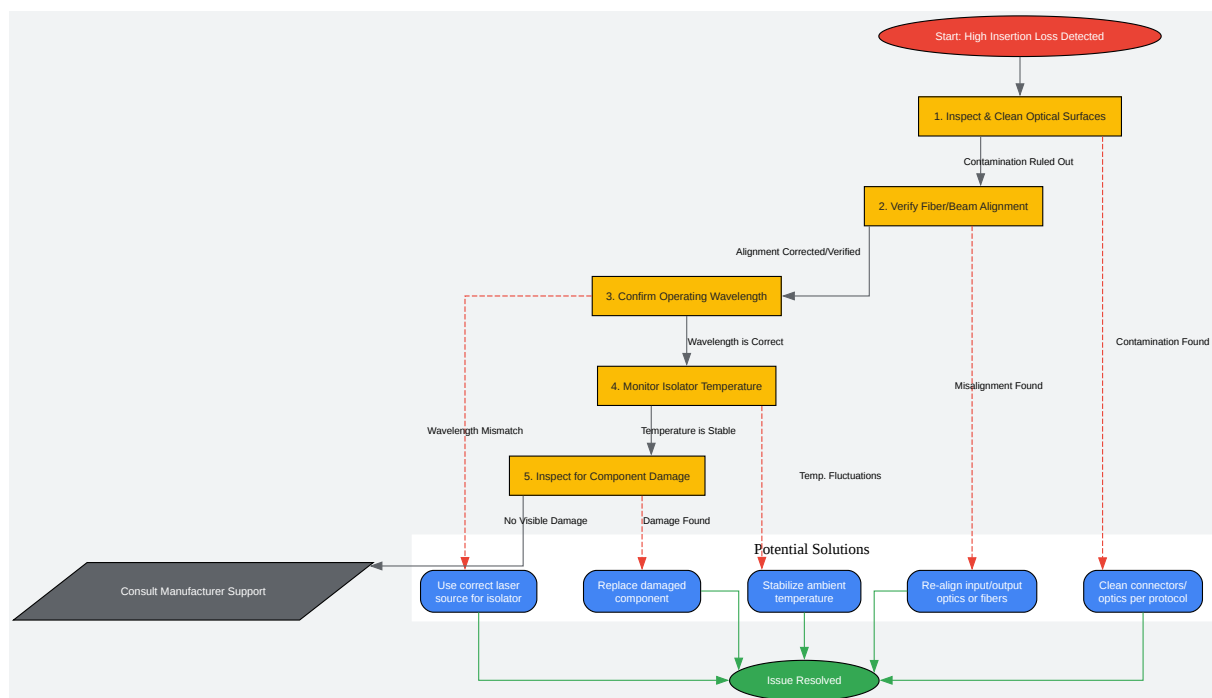 Start: High Insertion Loss Detected
1. Inspect & Clean Optical Surfaces
Contamination Ruled Out
2. Verify Fiber/Beam Alignment
Alignment Corrected/Verified
3. Confirm Operating Wavelength
Wavelength is Correct
Contamination Found
4. Monitor Isolator Temperature
Misalignment Found
Wavelength Mismatch
Temperature is Stable
5. Inspect for Component Damage
Temp. Fluctuations
No Visible Damage
Damage Found
Potential Solutions
Consult Manufacturer Support
Use correct laser
source for isolator
Replace damaged
component
Stabilize ambient
temperature
Re-align input/output
optics or fibers
Clean connectors/
optics per protocol
Issue Resolved